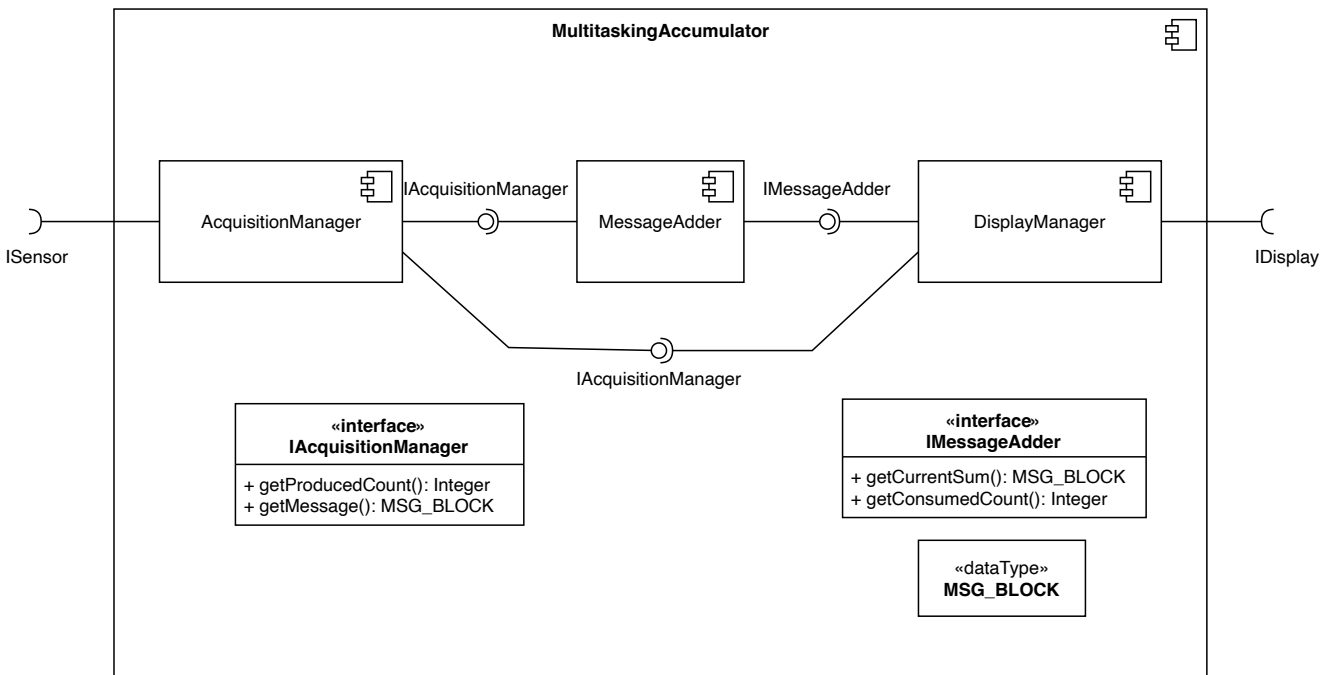 MultitaskingAccumulator
IAcquisitionManager
IMessageAdder
AcquisitionManager
MessageAdder
DisplayManager
ISensor
IDisplay
IAcquisitionManager
«interface»
IAcquisitionManager
+ getProducedCount(): Integer
+ getMessage(): MSG_BLOCK
«interface»
IMessageAdder
+ getCurrentSum(): MSG_BLOCK
+ getConsumedCount(): Integer
«dataType»
MSG_BLOCK